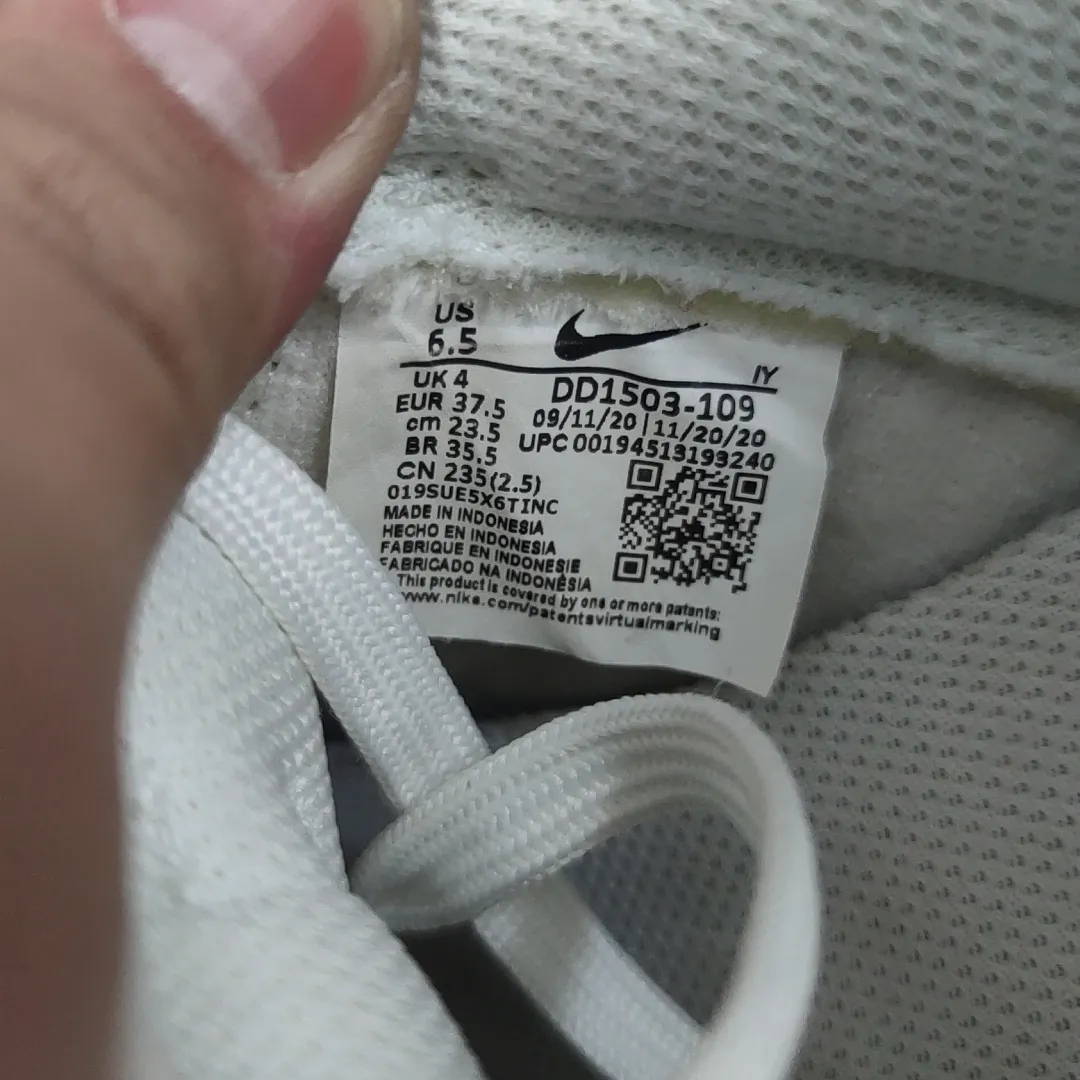 US
6.5
IY
UK 4
EUR 37.5
cm 23.5
BR 35.5
CN 235(2.5)
DD1503-109
09/11/20 | 11/20/20
UPC 00194513193240
019SUE5X6TINC
MADE IN INDONESIA
HECHO EN INDONESIA
FABRIQUE EN INDONESIE
FABRICADO NA INDONÉSIA
This product is covered by one or more patents:
www.nike.com/patentsvirtualmarking